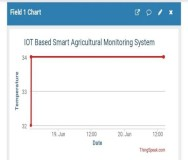 Field 1 Chart
IOT Based Smart Agricultural Monitoring System
Temperature
34
33
32
19. Jun
12:00
20. Jun
12:00
Date
ThingSpeak.com